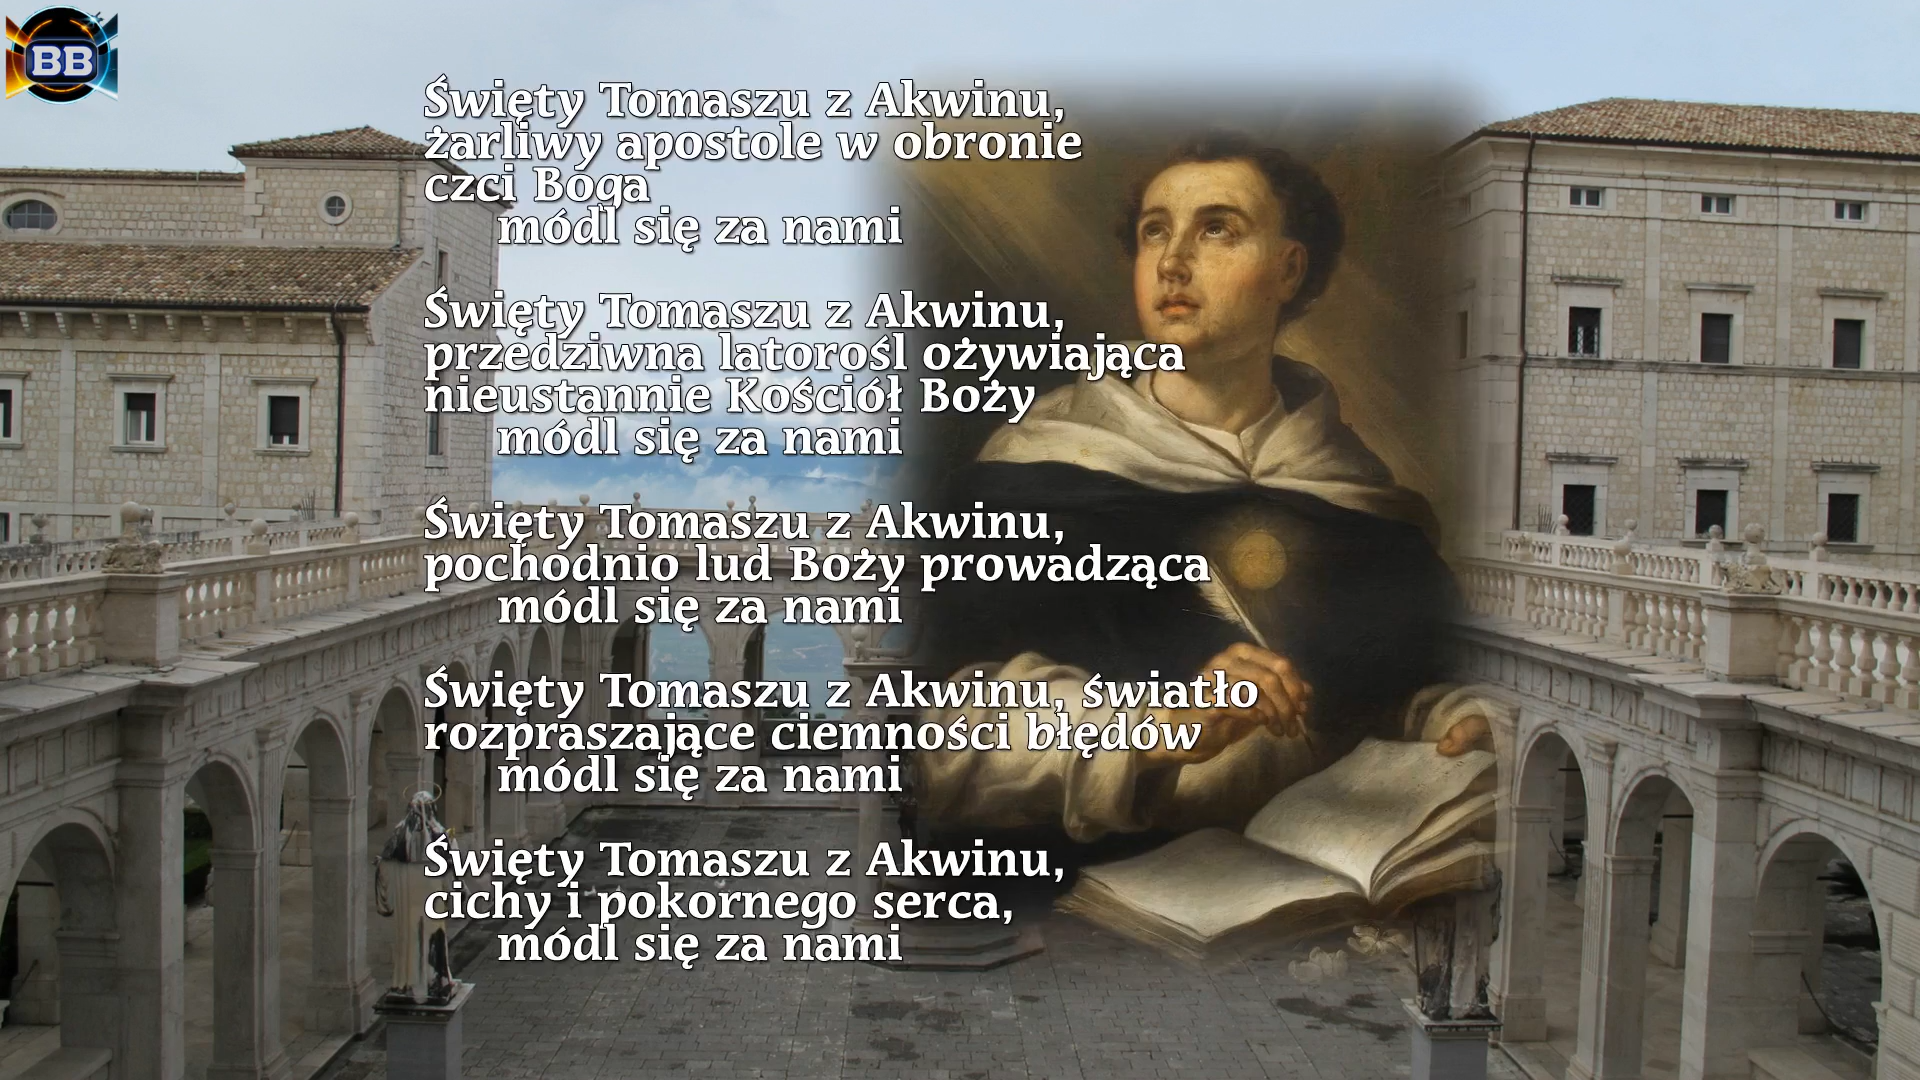 BB
Święty Tomaszu z Akwinu,
żarliwy apostole w obronie
czci Boga
módl się za nami
Święty Tomaszu z Akwinu,
przedziwna latorośl ożywiająca
nieustannie Kościół Boży
módl się za nami
Święty Tomaszu z Akwinu,
pochodnio lud Boży prowadząca
módl się za nami
Święty Tomaszu z Akwinu, światło
rozpraszające ciemności błędów
módl się za nami
Święty Tomaszu z Akwinu,
cichy i pokornego serca,
módl się za nami